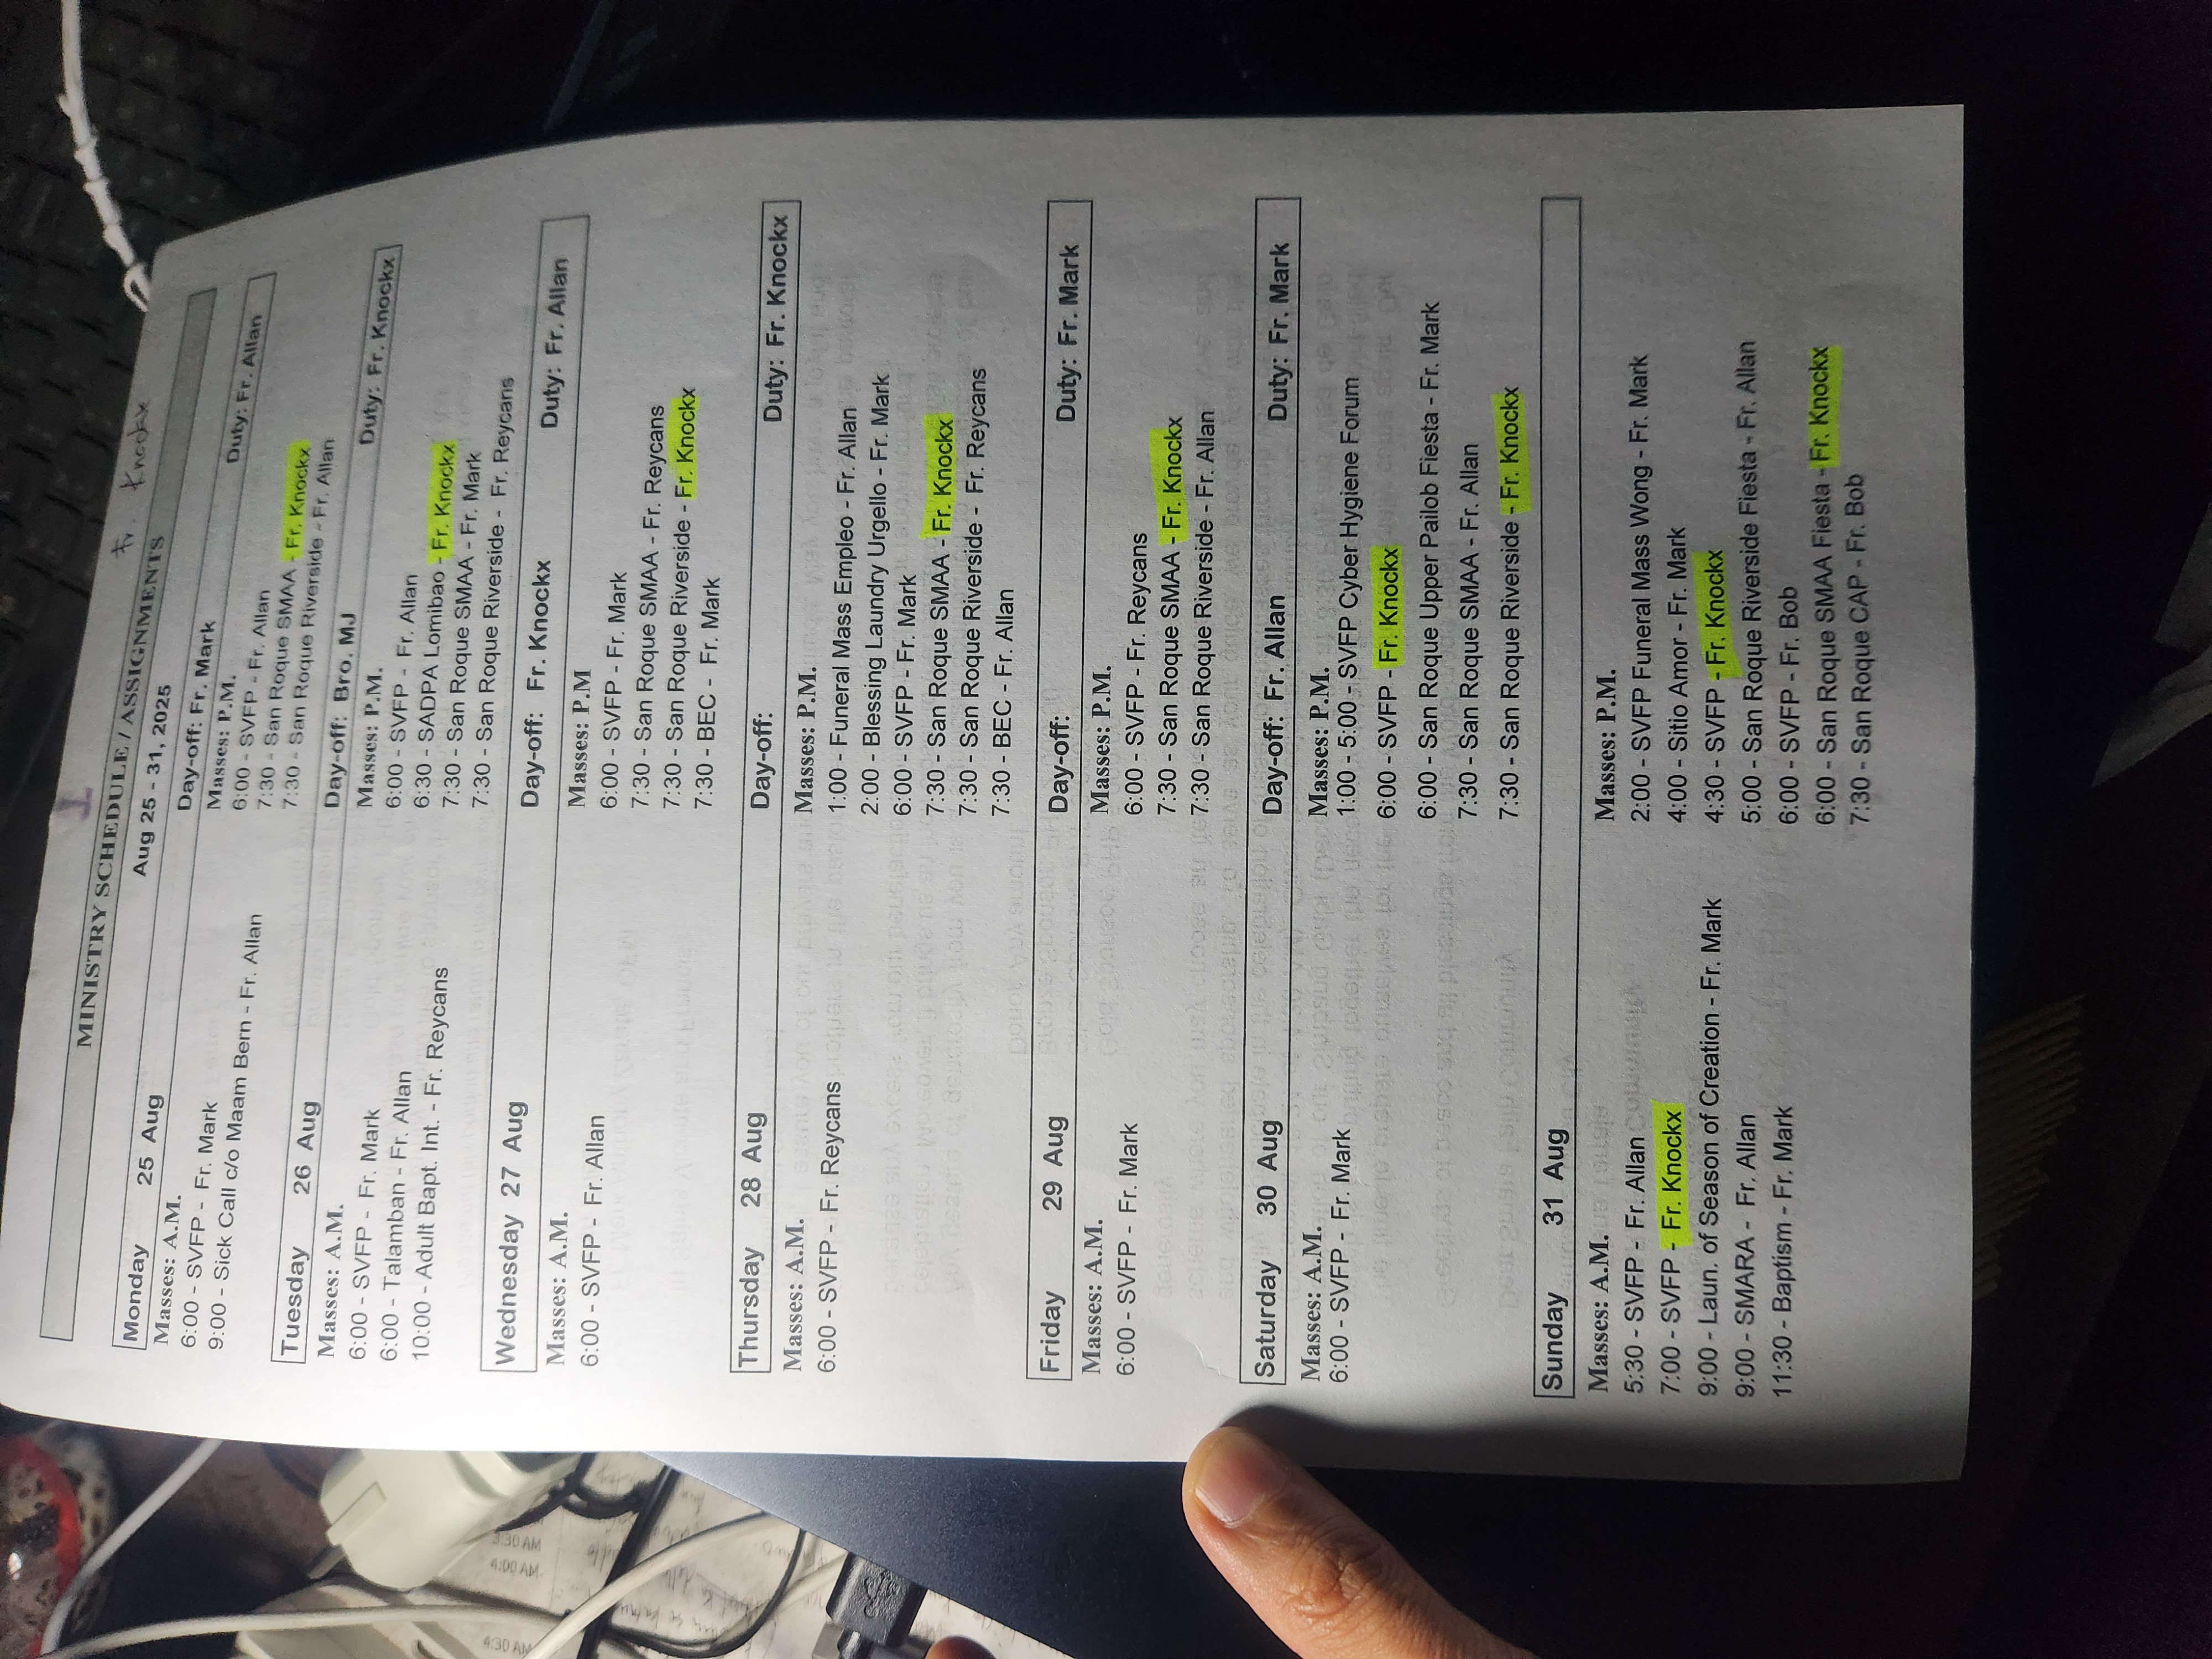 Fr. Knockx
MINISTRY SCHEDULE / ASSIGNMENTS
Aug 25 - 31, 2025
Monday 25 Aug Day-off: Fr. Mark Duty: Fr. Allan
Masses: A.M.
6:00 - SVFP - Fr. Mark
9:00 - Sick Call c/o Maam Bern - Fr. Allan
Masses: P.M.
6:00 - SVFP - Fr. Allan
7:30 - San Roque SMAA - Fr. Knockx
7:30 - San Roque Riverside - Fr. Allan
Tuesday 26 Aug Day-off: Bro. MJ Duty: Fr. Knockx
Masses: A.M.
6:00 - SVFP - Fr. Mark
6:00 - Talamban - Fr. Allan
10:00 - Adult Bapt. Int. - Fr. Reycans
Masses: P.M.
6:00 - SVFP - Fr. Allan
6:30 - SADPA Lomibao - Fr. Knockx
7:30 - San Roque SMAA - Fr. Mark
7:30 - San Roque Riverside - Fr. Reycans
Wednesday 27 Aug Day-off: Fr. Knockx Duty: Fr. Allan
Masses: A.M.
6:00 - SVFP - Fr. Allan
Masses: P.M
6:00 - SVFP - Fr. Mark
7:30 - San Roque SMAA - Fr. Reycans
7:30 - San Roque Riverside - Fr. Knockx
7:30 - BEC - Fr. Mark
Thursday 28 Aug Day-off: Duty: Fr. Knockx
Masses: A.M.
6:00 - SVFP - Fr. Reycans
Masses: P.M.
1:00 - Funeral Mass Empleo - Fr. Allan
2:00 - Blessing Laundry Urgello - Fr. Mark
6:00 - SVFP - Fr. Mark
7:30 - San Roque SMAA - Fr. Knockx
7:30 - San Roque Riverside - Fr. Reycans
7:30 - BEC - Fr. Allan
Friday 29 Aug Day-off: Duty: Fr. Mark
Masses: A.M.
6:00 - SVFP - Fr. Mark
Masses: P.M.
6:00 - SVFP - Fr. Reycans
7:30 - San Roque SMAA - Fr. Knockx
7:30 - San Roque Riverside - Fr. Allan
Saturday 30 Aug Day-off: Fr. Allan Duty: Fr. Mark
Masses: A.M.
6:00 - SVFP - Fr. Mark
Masses: P.M.
1:00 - 5:00 - SVFP Cyber Hygiene Forum
6:00 - SVFP - Fr. Knockx
6:00 - San Roque Upper Pailob Fiesta - Fr. Mark
7:30 - San Roque SMAA - Fr. Allan
7:30 - San Roque Riverside - Fr. Knockx
Sunday 31 Aug
Masses: A.M.
5:30 - SVFP - Fr. Allan
7:00 - SVFP - Fr. Knockx
9:00 - Laun. of Season of Creation - Fr. Mark
9:00 - SMARA - Fr. Allan
11:30 - Baptism - Fr. Mark
Masses: P.M.
2:00 - SVFP Funeral Mass Wong - Fr. Mark
4:00 - Sitio Amor - Fr. Mark
4:30 - SVFP - Fr. Knockx
5:00 - San Roque Riverside Fiesta - Fr. Allan
6:00 - SVFP - Fr. Bob
6:00 - San Roque SMAA Fiesta - Fr. Knockx
7:30 - San Roque CAP - Fr. Bob